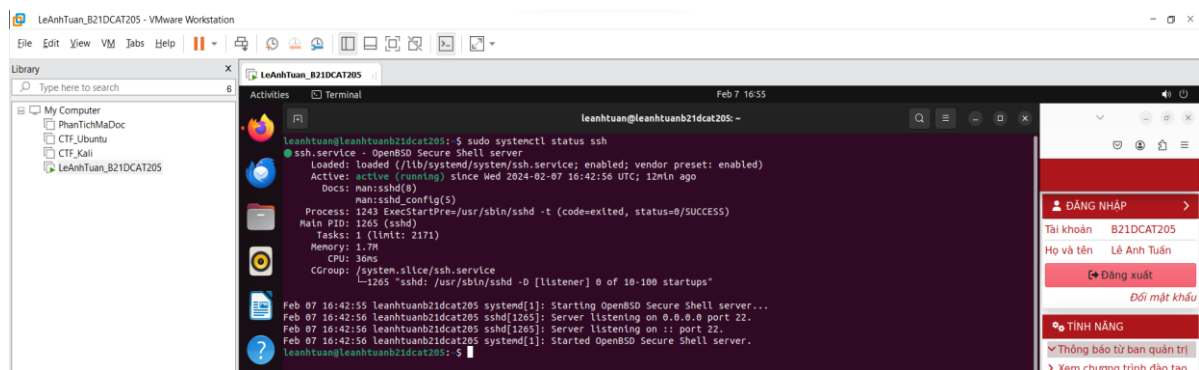 LeAnhTuan_B21DCAT205 - VMware Workstation
File Edit View VM Tabs Help
Library X
Type here to search 6
My Computer
PhanTichMaDoc
CTF_Ubuntu
CTF_Kali
LeAnhTuan_B21DCAT205
LeAnhTuan_B21DCAT205
Activities Terminal Feb 7 16:55
leanhtuan@leanhtuanb21dcat205: ~
leanhtuan@leanhtuanb21dcat205:~$ sudo systemctl status ssh
● ssh.service - OpenBSD Secure Shell server
Loaded: loaded (/lib/systemd/system/ssh.service; enabled; vendor preset: enabled)
Active: active (running) since Wed 2024-02-07 16:42:56 UTC; 12min ago
Docs: man:sshd(8)
man:sshd_config(5)
Process: 1243 ExecStartPre=/usr/sbin/sshd -t (code=exited, status=0/SUCCESS)
Main PID: 1265 (sshd)
Tasks: 1 (limit: 2171)
Memory: 1.7M
CPU: 36ms
CGroup: /system.slice/ssh.service
└─1265 "sshd: /usr/sbin/sshd -D [listener] 0 of 10-100 startups"
Feb 07 16:42:55 leanhtuanb21dcat205 systemd[1]: Starting OpenBSD Secure Shell server...
Feb 07 16:42:56 leanhtuanb21dcat205 sshd[1265]: Server listening on 0.0.0.0 port 22.
Feb 07 16:42:56 leanhtuanb21dcat205 sshd[1265]: Server listening on :: port 22.
Feb 07 16:42:56 leanhtuanb21dcat205 systemd[1]: Started OpenBSD Secure Shell server.
leanhtuan@leanhtuanb21dcat205:~$
ĐĂNG NHẬP
Tài khoản B21DCAT205
Họ và tên Lê Anh Tuấn
Đăng xuất
Đổi mật khẩu
TÍNH NĂNG
Thông báo từ ban quản trị
Xem chương trình đào tạo